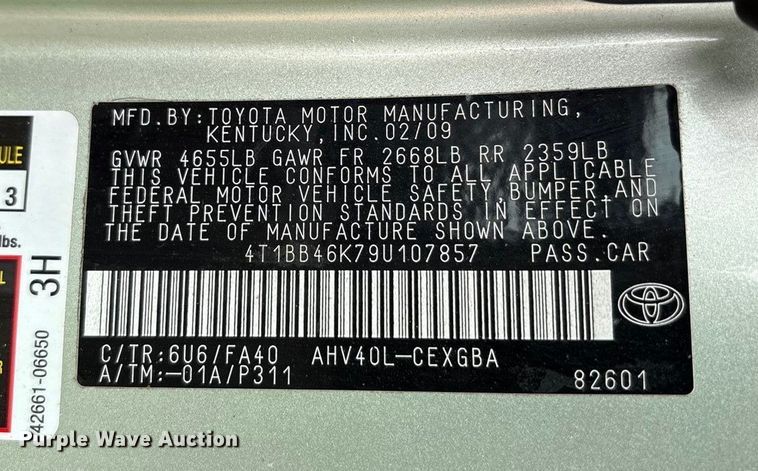 MFD.BY:TOYOTA MOTOR MANUFACTURING,
KENTUCKY,INC.02/09
GVWR 4655LB GAWR FR 2668LB RR 2359LB
THIS VEHICLE CONFORMS TO ALL APPLICABLE
FEDERAL MOTOR VEHICLE SAFETY,BUMPER,AND
THEFT PREVENTION STANDARDS IN EFFECT ON
THE DATE OF MANUFACTURE SHOWN ABOVE.
4T1BB46K79U107857 PASS.CAR
C/TR:6U6/FA40 AHV40L-CEXGBA
A/TM:-01A/P311 82601
3
lbs.
3H
42661-06650
Purple Wave Auction